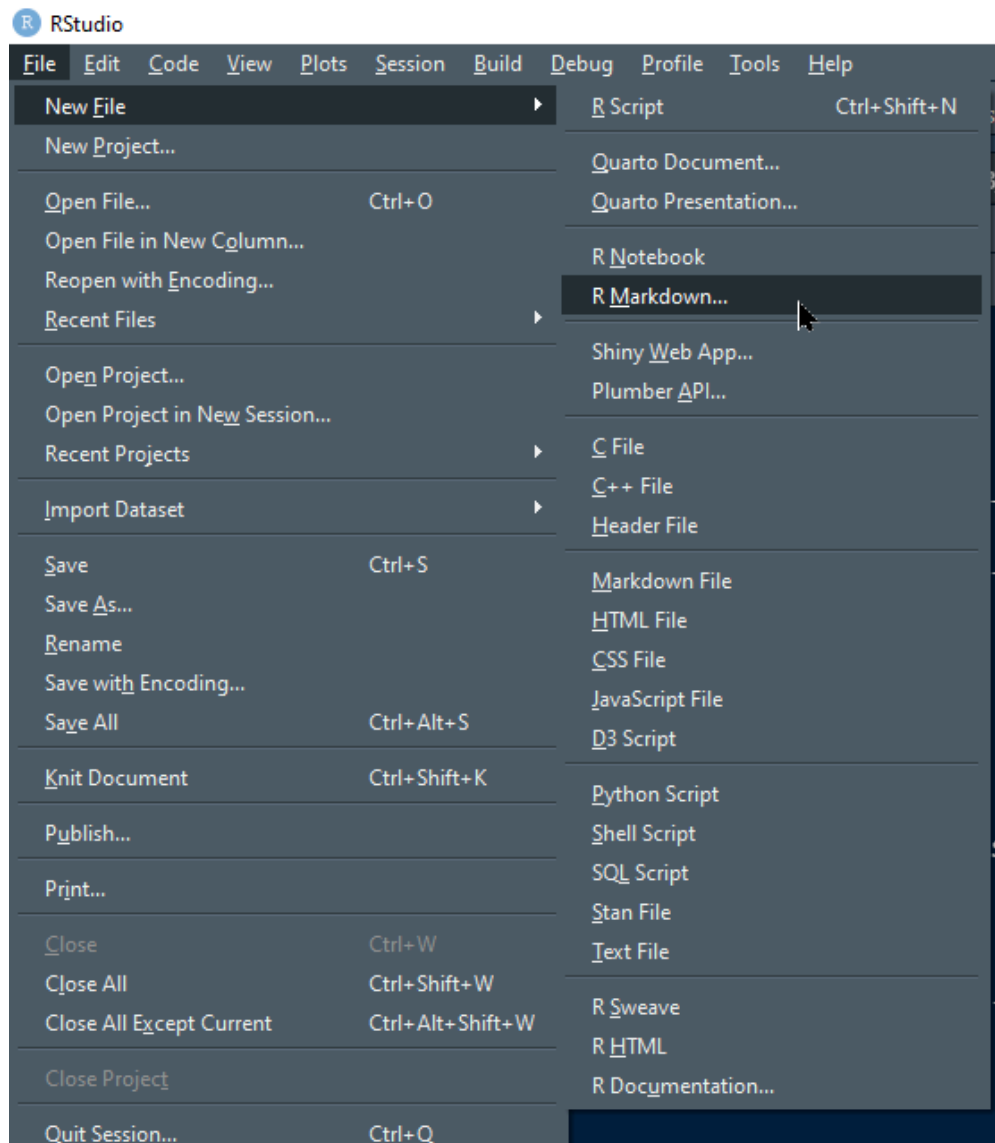 R RStudio
File Edit Code View Plots Session Build Debug Profile Tools Help
New File
New Project...
Open File... Ctrl+O
Open File in New Column...
Reopen with Encoding...
Recent Files
Open Project...
Open Project in New Session...
Recent Projects
Import Dataset
Save Ctrl+S
Save As...
Rename
Save with Encoding...
Save All Ctrl+Alt+S
Knit Document Ctrl+Shift+K
Publish...
Print...
Close Ctrl+W
Close All Ctrl+Shift+W
Close All Except Current Ctrl+Alt+Shift+W
Close Project
Quit Session... Ctrl+Q
R Script Ctrl+Shift+N
Quarto Document...
Quarto Presentation...
R Notebook
R Markdown...
Shiny Web App...
Plumber API...
C File
C++ File
Header File
Markdown File
HTML File
CSS File
JavaScript File
D3 Script
Python Script
Shell Script
SQL Script
Stan File
Text File
R Sweave
R HTML
R Documentation...